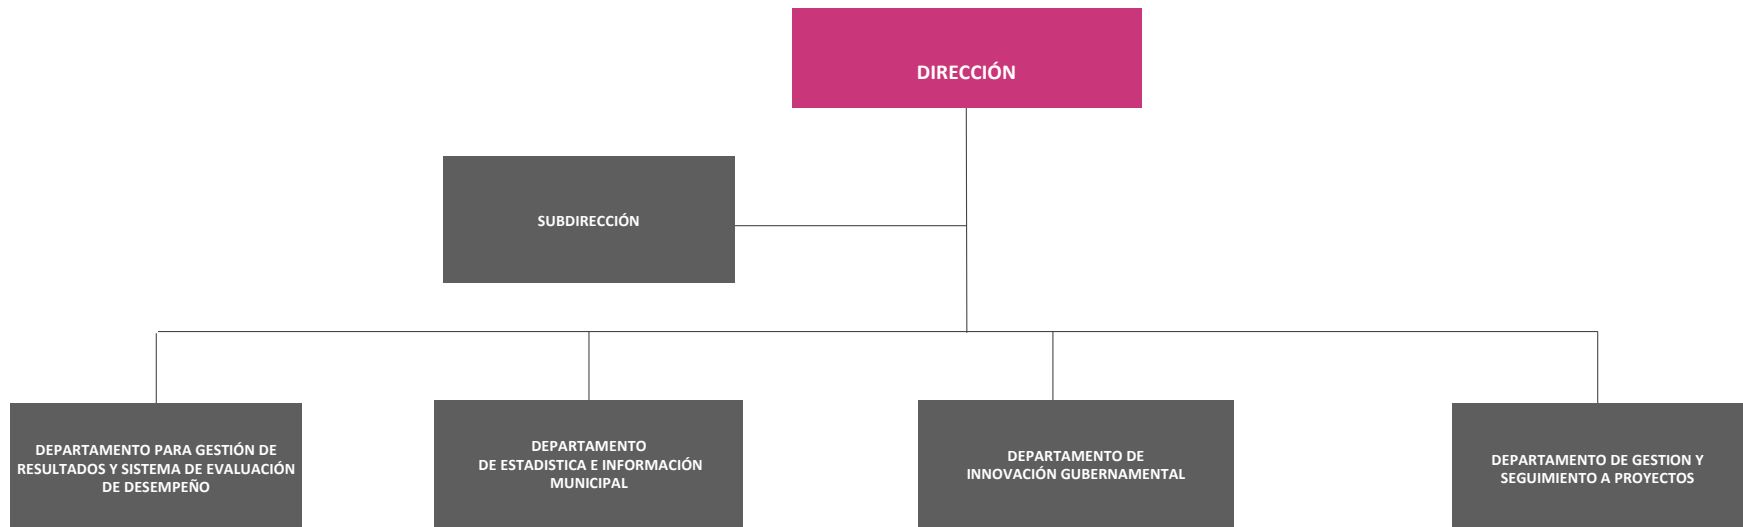 DIRECCIÓN
SUBDIRECCIÓN
DEPARTAMENTO PARA GESTIÓN DE
RESULTADOS Y SISTEMA DE EVALUACIÓN
DE DESEMPEÑO
DEPARTAMENTO
DE ESTADISTICA E INFORMACIÓN
MUNICIPAL
DEPARTAMENTO DE
INNOVACIÓN GUBERNAMENTAL
DEPARTAMENTO DE GESTION Y
SEGUIMIENTO A PROYECTOS